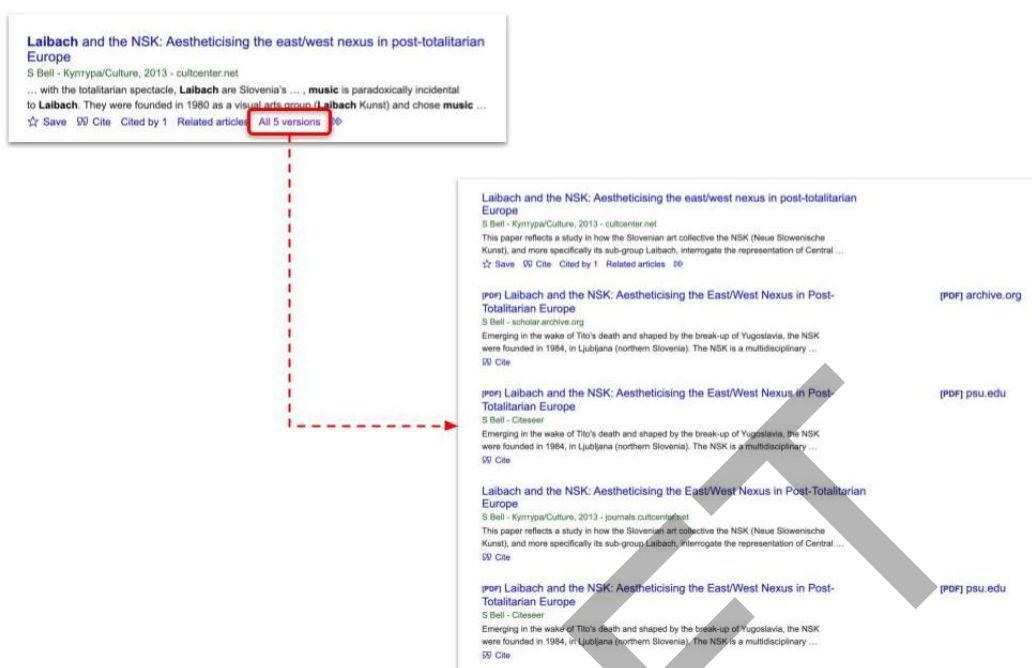 Laibach and the NSK: Aestheticising the east/west nexus in post-totalitarian
Europe
S Bell - Култура/Culture, 2013 - cultcenter.net
... with the totalitarian spectacle, Laibach are Slovenia's ... , music is paradoxically incidental
to Laibach. They were founded in 1980 as a visual arts group (Laibach Kunst) and chose music ...
☆ Save Cite Cited by 1 Related articles All 5 versions
Laibach and the NSK: Aestheticising the east/west nexus in post-totalitarian
Europe
S Bell - Култура/Culture, 2013 - cultcenter.net
This paper reflects a study in how the Slovenian art collective the NSK (Neue Slowenische
Kunst), and more specifically its sub-group Laibach, interrogate the representation of Central ...
☆ Save Cite Cited by 1 Related articles
[PDF] Laibach and the NSK: Aestheticising the East/West Nexus in Post-
Totalitarian Europe
[PDF] archive.org
S Bell - scholar.archive.org
Emerging in the wake of Tito's death and shaped by the break-up of Yugoslavia, the NSK
were founded in 1984, in Ljubljana (northern Slovenia). The NSK is a multidisciplinary ...
Cite
[PDF] Laibach and the NSK: Aestheticising the East/West Nexus in Post-
Totalitarian Europe
[PDF] psu.edu
S Bell - Citeseer
Emerging in the wake of Tito's death and shaped by the break-up of Yugoslavia, the NSK
were founded in 1984, in Ljubljana (northern Slovenia). The NSK is a multidisciplinary ...
Cite
Laibach and the NSK: Aestheticising the East/West Nexus in Post-Totalitarian
Europe
S Bell - Култура/Culture, 2013 - journals.cultcenter.net
This paper reflects a study in how the Slovenian art collective the NSK (Neue Slowenische
Kunst), and more specifically its sub-group Laibach, interrogate the representation of Central ...
Cite
[PDF] Laibach and the NSK: Aestheticising the East/West Nexus in Post-
Totalitarian Europe
[PDF] psu.edu
S Bell - Citeseer
Emerging in the wake of Tito's death and shaped by the break-up of Yugoslavia, the NSK
were founded in 1984, in Ljubljana (northern Slovenia). The NSK is a multidisciplinary ...
Cite